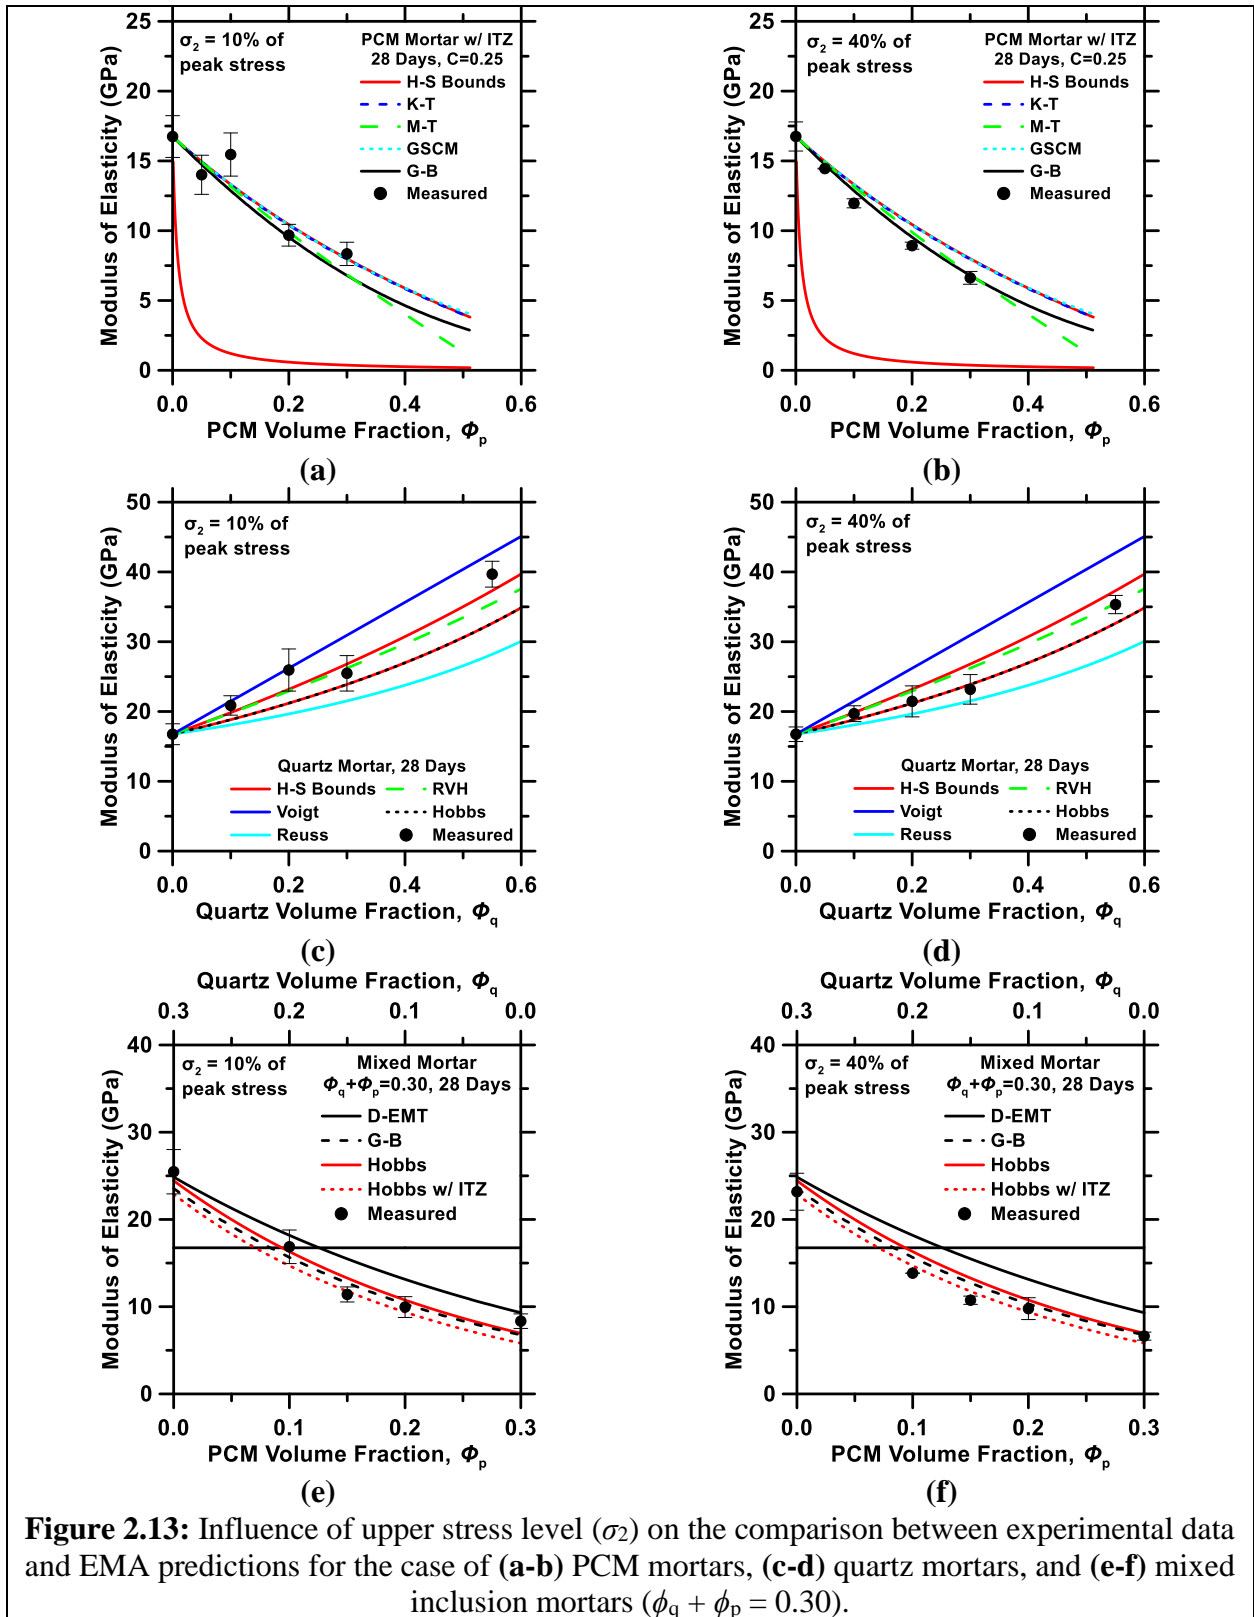 σ2 = 10% of
peak stress
PCM Mortar w/ ITZ
28 Days, C=0.25
H-S Bounds
K-T
M-T
GSCM
G-B
Measured
Modulus of Elasticity (GPa)
25
20
15
10
5
0
0.0 0.2 0.4 0.6
PCM Volume Fraction, Φp
(a)
σ2 = 40% of
peak stress
PCM Mortar w/ ITZ
28 Days, C=0.25
H-S Bounds
K-T
M-T
GSCM
G-B
Measured
Modulus of Elasticity (GPa)
25
20
15
10
5
0
0.0 0.2 0.4 0.6
PCM Volume Fraction, Φp
(b)
σ2 = 10% of
peak stress
Modulus of Elasticity (GPa)
50
40
30
20
10
0
Quartz Mortar, 28 Days
H-S Bounds RVH
Voigt Hobbs
Reuss Measured
0.0 0.2 0.4 0.6
Quartz Volume Fraction, Φq
(c)
σ2 = 40% of
peak stress
Modulus of Elasticity (GPa)
50
40
30
20
10
0
Quartz Mortar, 28 Days
H-S Bounds RVH
Voigt Hobbs
Reuss Measured
0.0 0.2 0.4 0.6
Quartz Volume Fraction, Φq
(d)
Quartz Volume Fraction, Φq
0.3 0.2 0.1 0.0
σ2 = 10% of
peak stress
Mixed Mortar
Φq+Φp=0.30, 28 Days
D-EMT
G-B
Hobbs
Hobbs w/ ITZ
Measured
Modulus of Elasticity (GPa)
40
30
20
10
0
0.0 0.1 0.2 0.3
PCM Volume Fraction, Φp
(e)
Quartz Volume Fraction, Φq
0.3 0.2 0.1 0.0
σ2 = 40% of
peak stress
Mixed Mortar
Φq+Φp=0.30, 28 Days
D-EMT
G-B
Hobbs
Hobbs w/ ITZ
Measured
Modulus of Elasticity (GPa)
40
30
20
10
0
0.0 0.1 0.2 0.3
PCM Volume Fraction, Φp
(f)
Figure 2.13: Influence of upper stress level (σ2) on the comparison between experimental data
and EMA predictions for the case of (a-b) PCM mortars, (c-d) quartz mortars, and (e-f) mixed
inclusion mortars (ϕq + ϕp = 0.30).